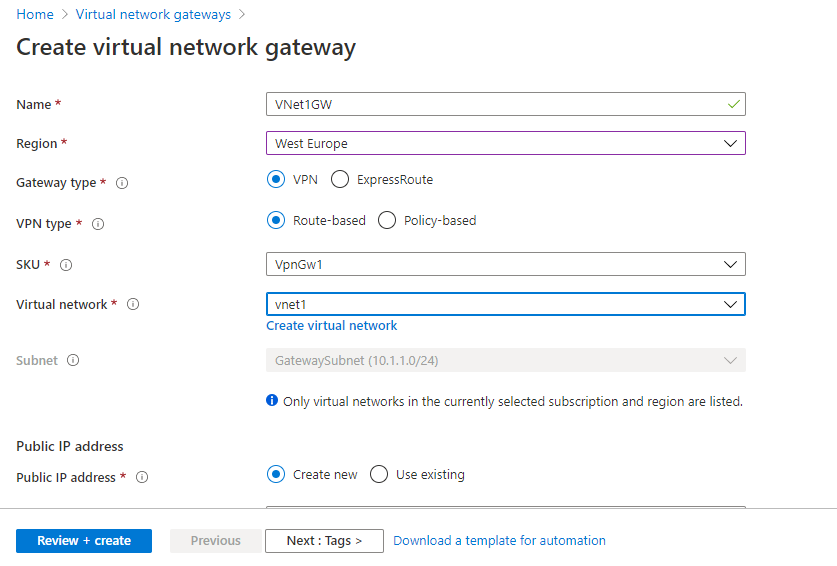 Home > Virtual network gateways >
Create virtual network gateway
Name * VNet1GW
Region * West Europe
Gateway type * VPN ExpressRoute
VPN type * Route-based Policy-based
SKU * VpnGw1
Virtual network * vnet1
Create virtual network
Subnet GatewaySubnet (10.1.1.0/24)
Only virtual networks in the currently selected subscription and region are listed.
Public IP address
Public IP address * Create new Use existing
Review + create Previous Next : Tags > Download a template for automation